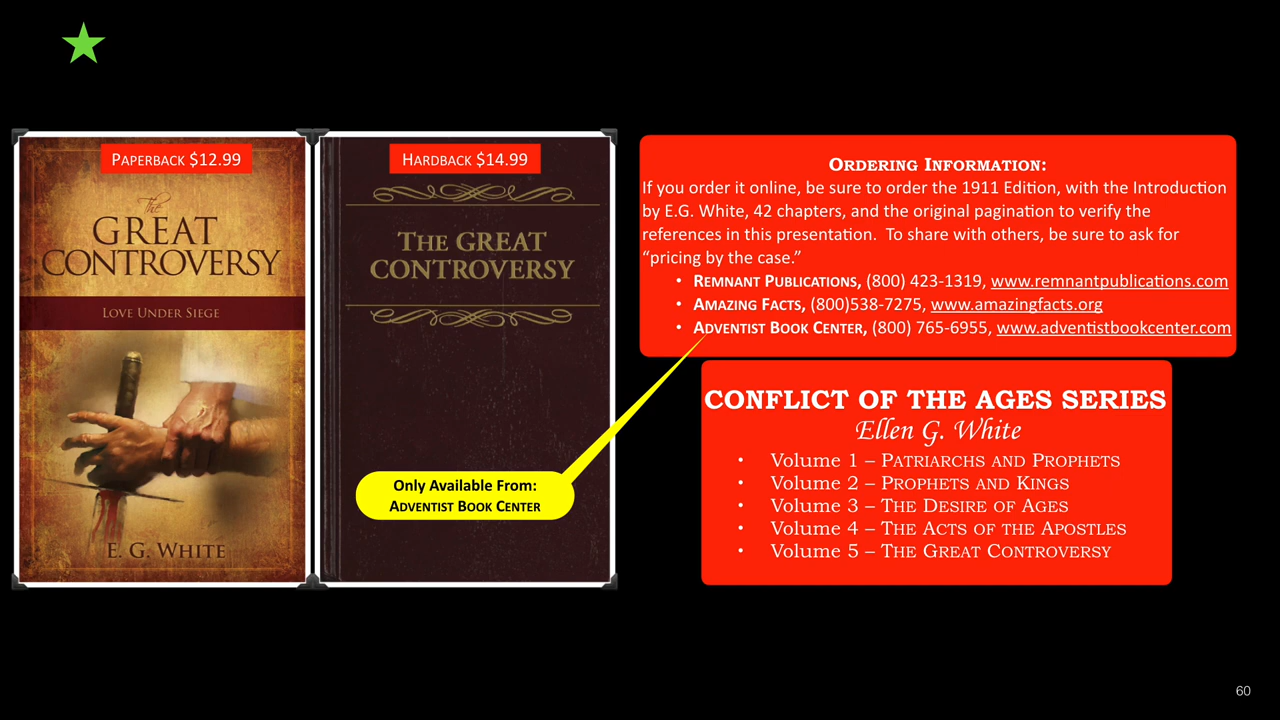 PAPERBACK $12.99
The
GREAT
CONTROVERSY
LOVE UNDER SIEGE
E. G. WHITE
HARDBACK $14.99
THE GREAT
CONTROVERSY
Only Available From:
ADVENTIST BOOK CENTER
ORDERING INFORMATION:
If you order it online, be sure to order the 1911 Edition, with the Introduction
by E.G. White, 42 chapters, and the original pagination to verify the
references in this presentation. To share with others, be sure to ask for
“pricing by the case.”
• REMNANT PUBLICATIONS, (800) 423-1319, www.remnantpublications.com
• AMAZING FACTS, (800)538-7275, www.amazingfacts.org
• ADVENTIST BOOK CENTER, (800) 765-6955, www.adventistbookcenter.com
CONFLICT OF THE AGES SERIES
Ellen G. White
• Volume 1 – PATRIARCHS AND PROPHETS
• Volume 2 – PROPHETS AND KINGS
• Volume 3 – THE DESIRE OF AGES
• Volume 4 – THE ACTS OF THE APOSTLES
• Volume 5 – THE GREAT CONTROVERSY
60